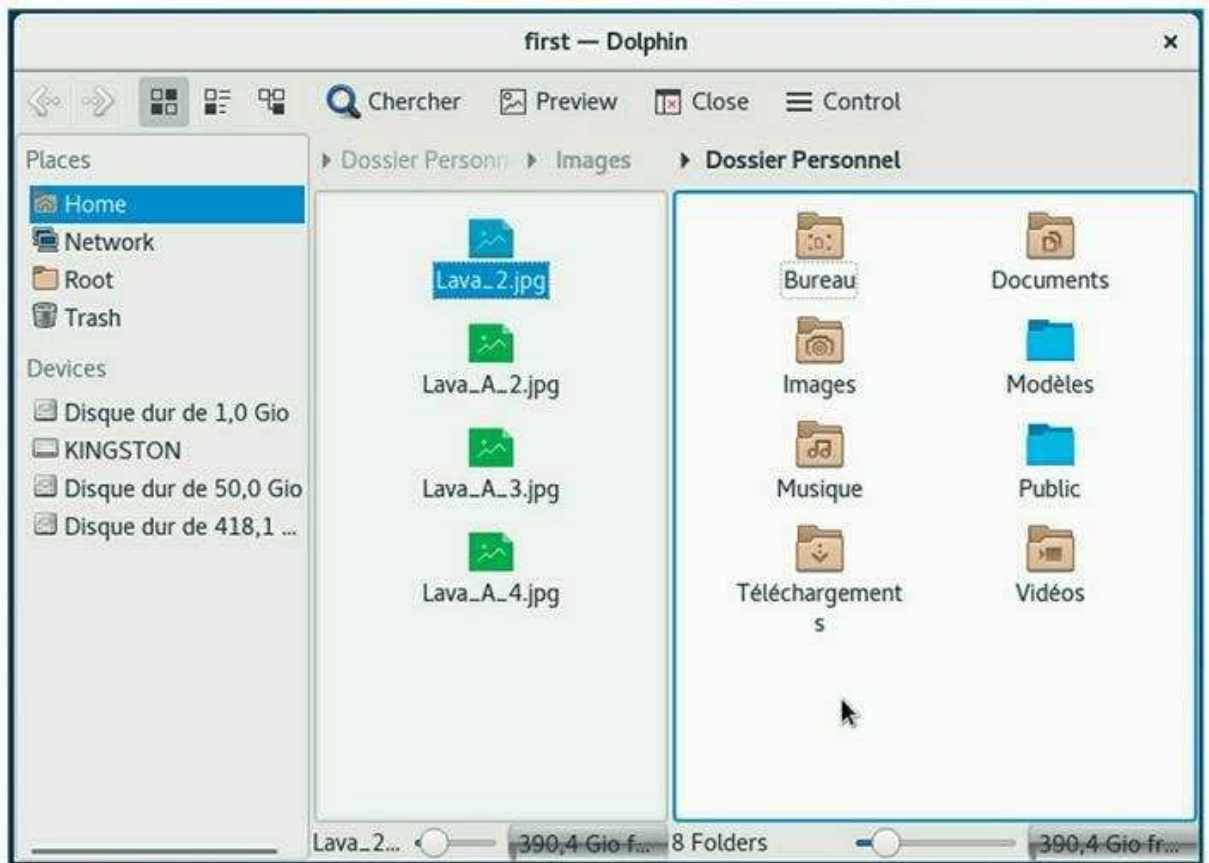 first — Dolphin
Chercher Preview Close Control
Places
Home
Network
Root
Trash
Devices
Disque dur de 1,0 Gio
KINGSTON
Disque dur de 50,0 Gio
Disque dur de 418,1 ...
Dossier Personn Images
Lava_2.jpg
Lava_A_2.jpg
Lava_A_3.jpg
Lava_A_4.jpg
Lava_2... 390,4 Gio f...
Dossier Personnel
Bureau Documents
Images Modèles
Musique Public
Téléchargement Vidéos
s
8 Folders 390,4 Gio fr...